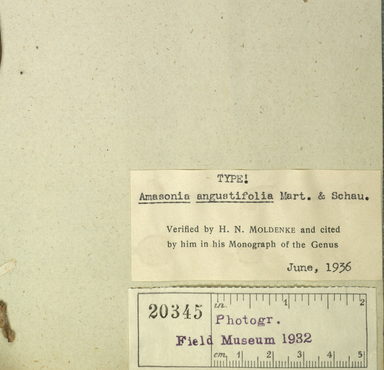 TYPE!
Amasonia angustifolia Mart. & Schau.
Verified by H. N. MOLDENKE and cited
by him in his Monograph of the Genus
June, 1936
20345
in. 1 2
Photogr.
Field Museum 1932
cm. 1 2 3 4 5